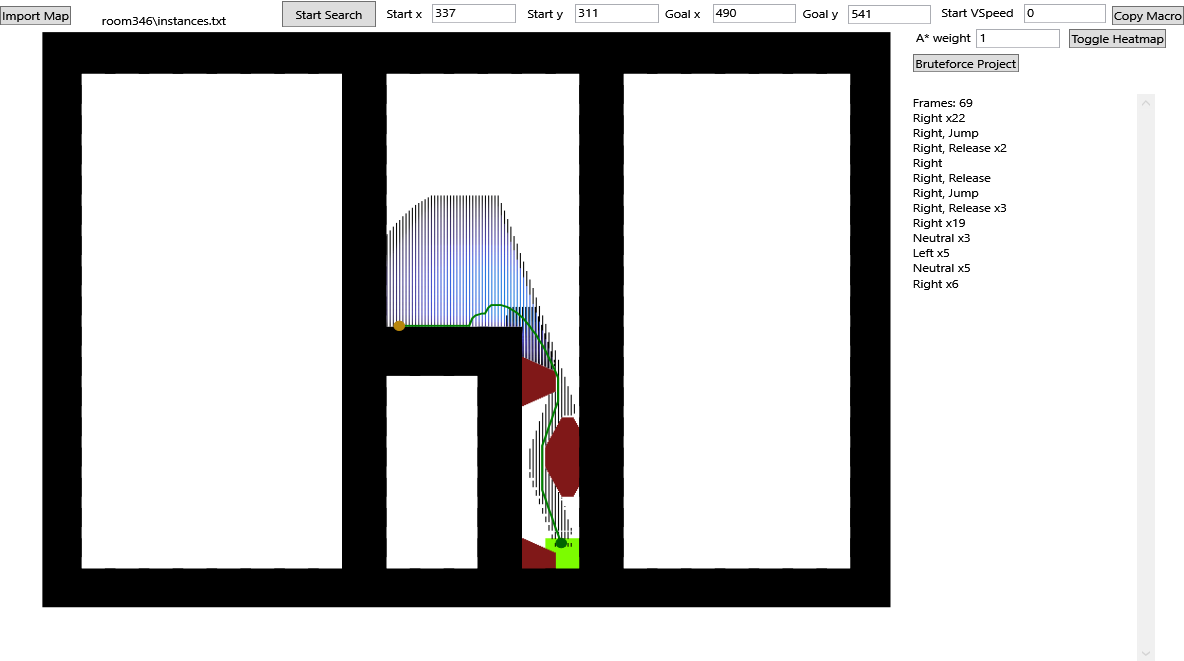 Import Map
room346\instances.txt
Start Search
Start x 337
Start y 311
Goal x 490
Goal y 541
Start VSpeed 0
Copy Macro
A* weight 1
Toggle Heatmap
Bruteforce Project
Frames: 69
Right x22
Right, Jump
Right, Release x2
Right
Right, Release
Right, Jump
Right, Release x3
Right x19
Neutral x3
Left x5
Neutral x5
Right x6